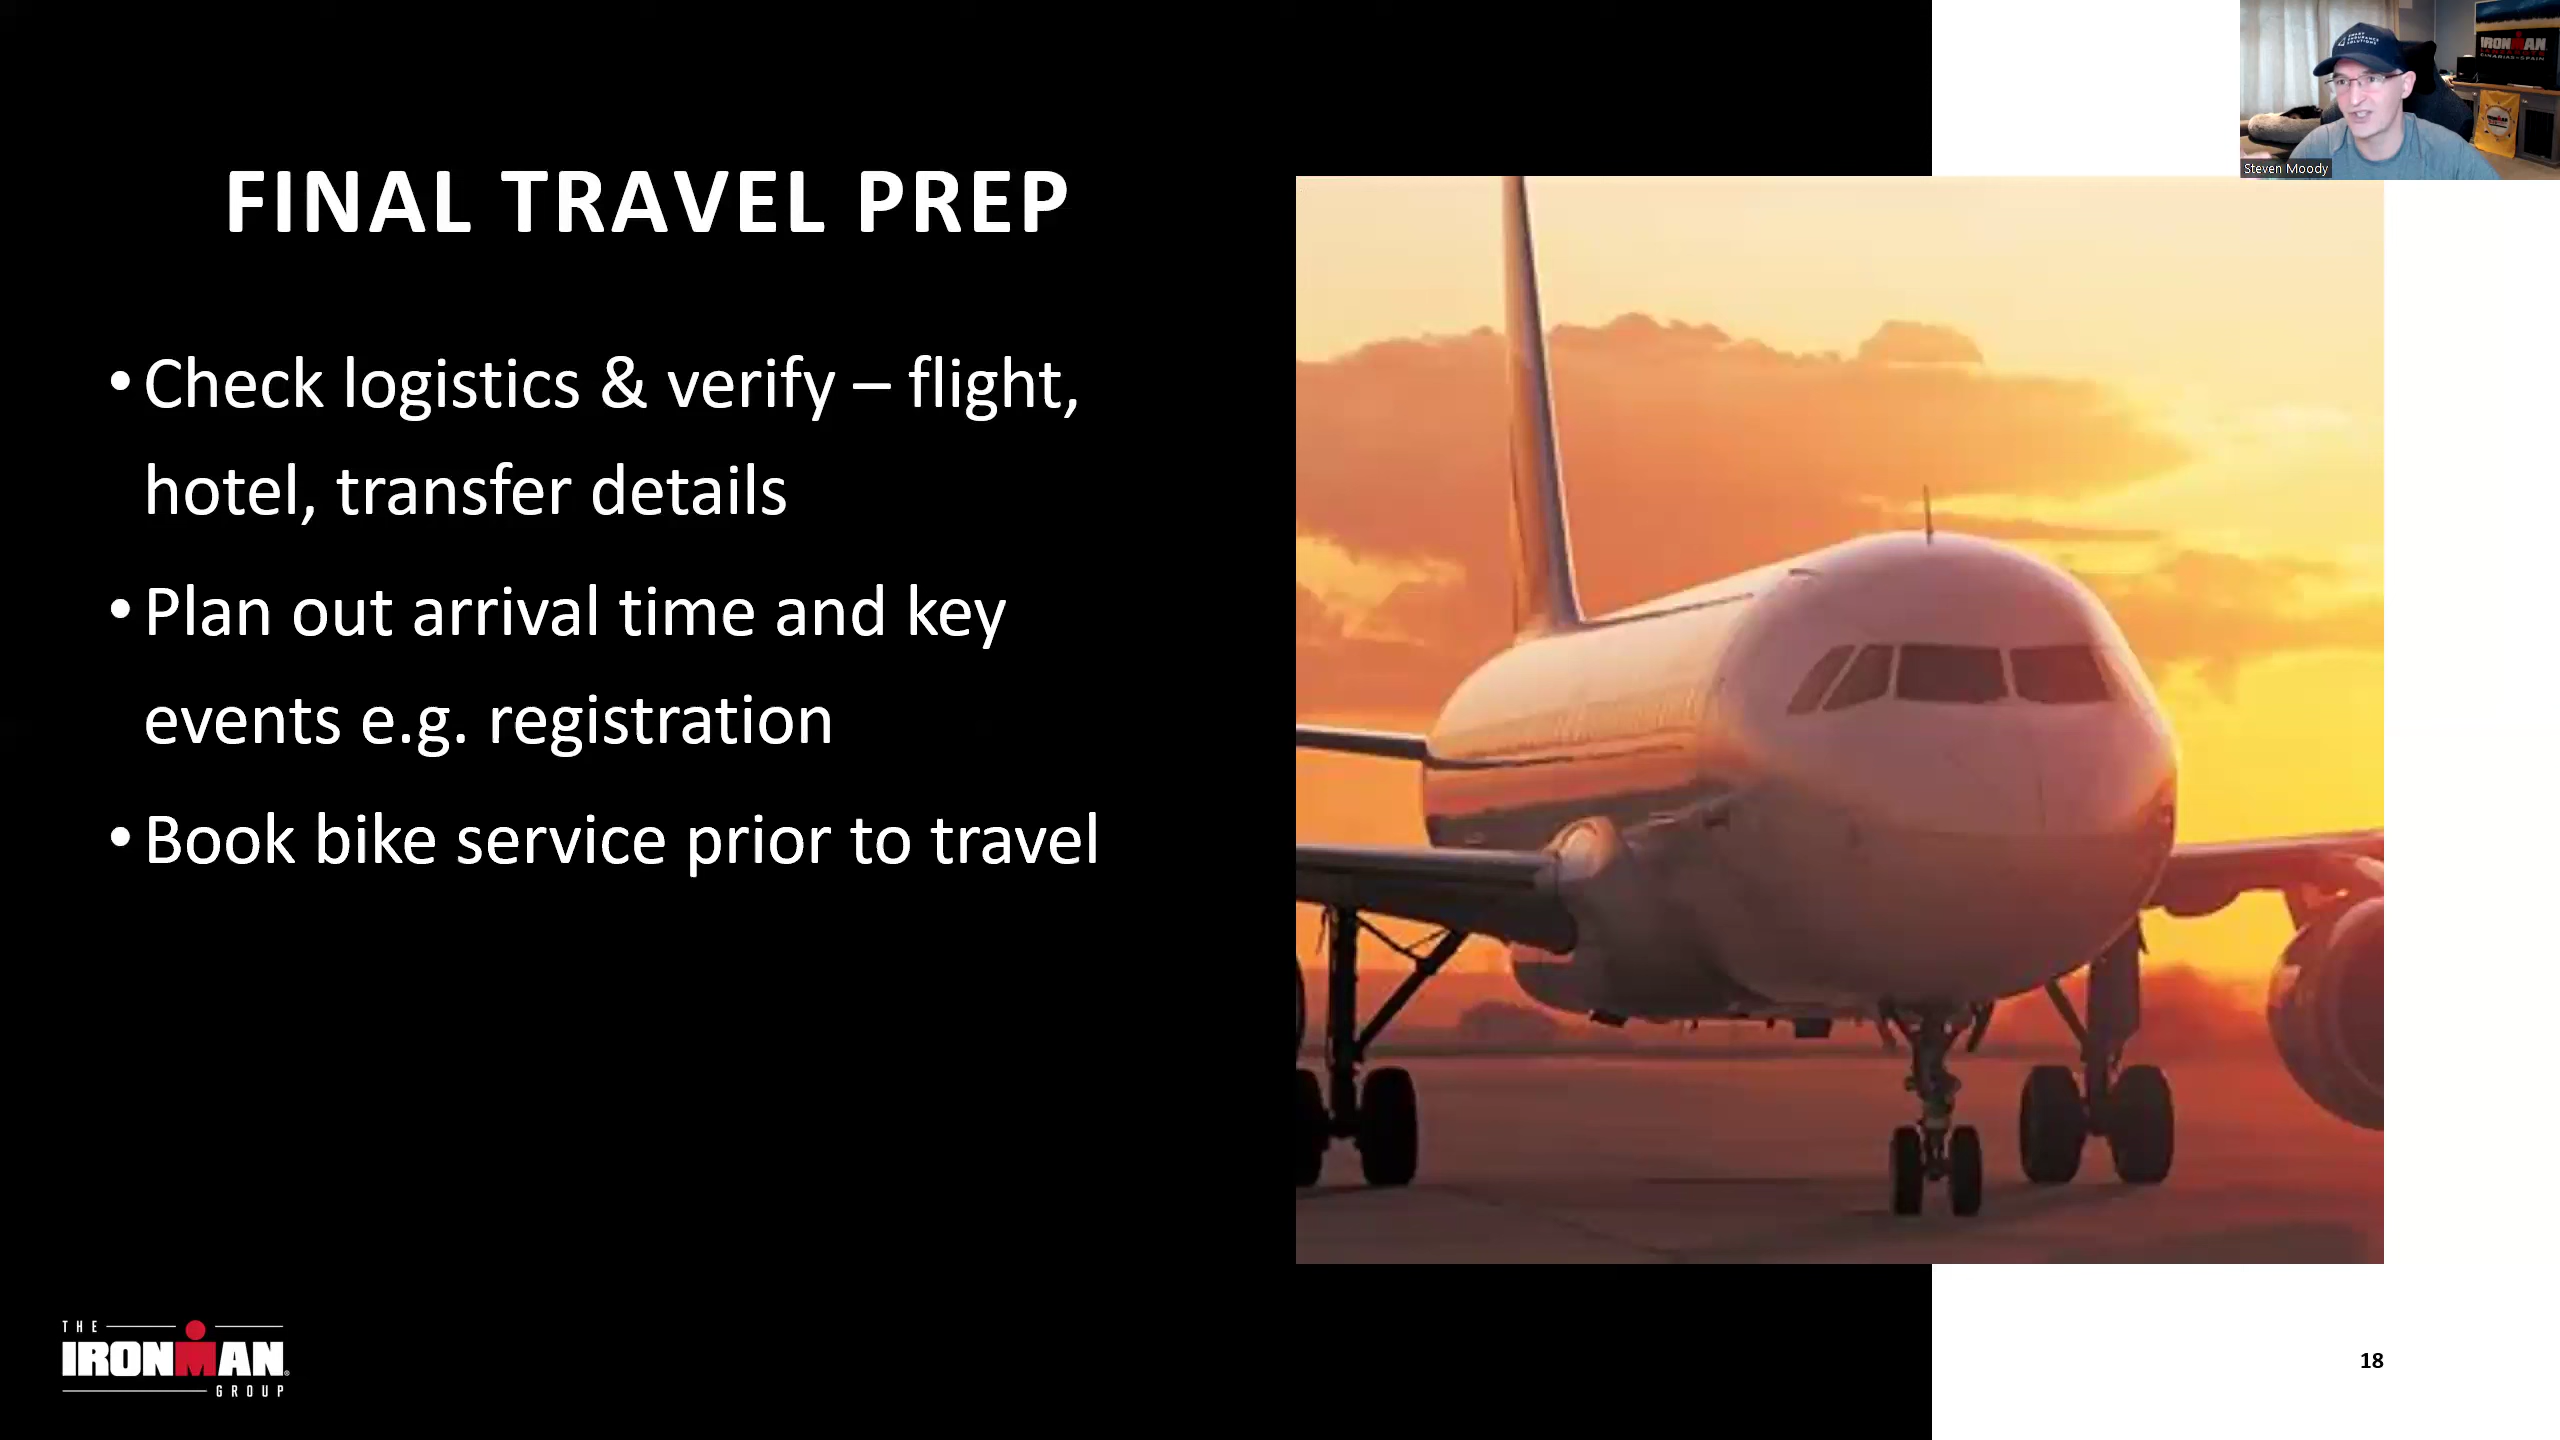 FINAL TRAVEL PREP
• Check logistics & verify – flight,
hotel, transfer details
• Plan out arrival time and key
events e.g. registration
• Book bike service prior to travel
THE
IRONMAN
GROUP
18
Steven Moody
IRONMAN